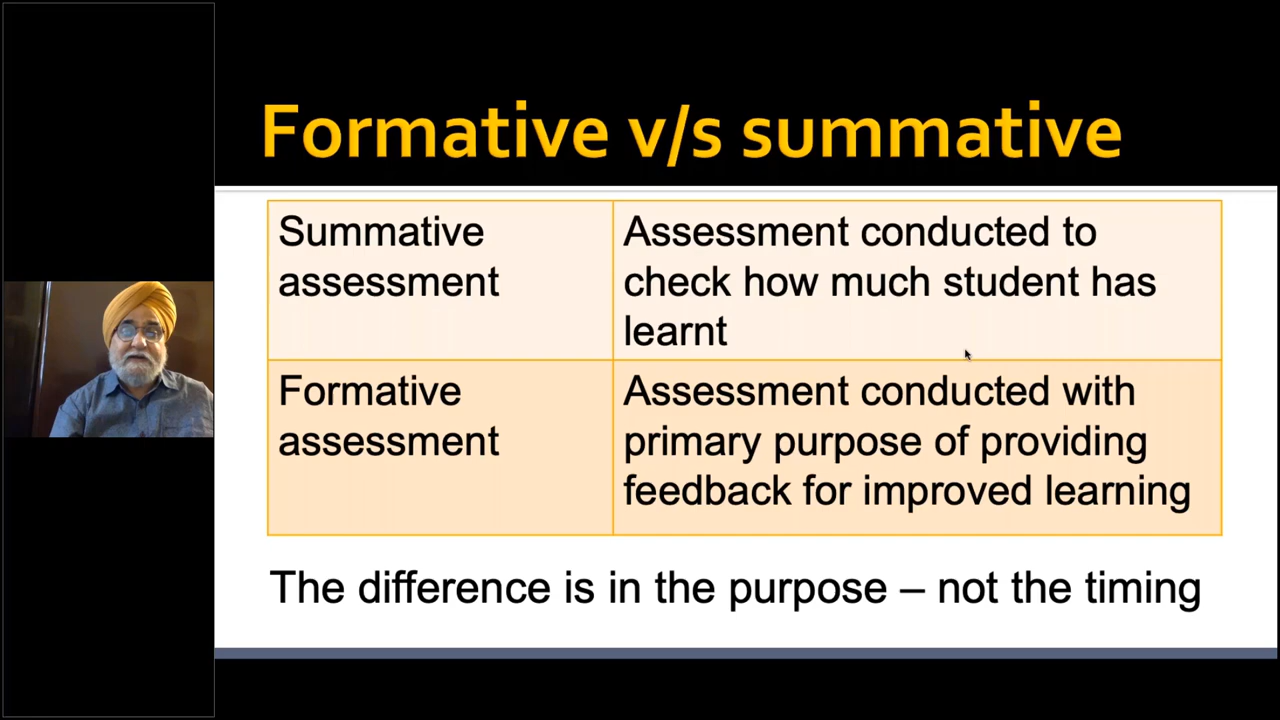 Formative v/s summative
Summative
assessment
Assessment conducted to
check how much student has
learnt
Formative
assessment
Assessment conducted with
primary purpose of providing
feedback for improved learning
The difference is in the purpose – not the timing